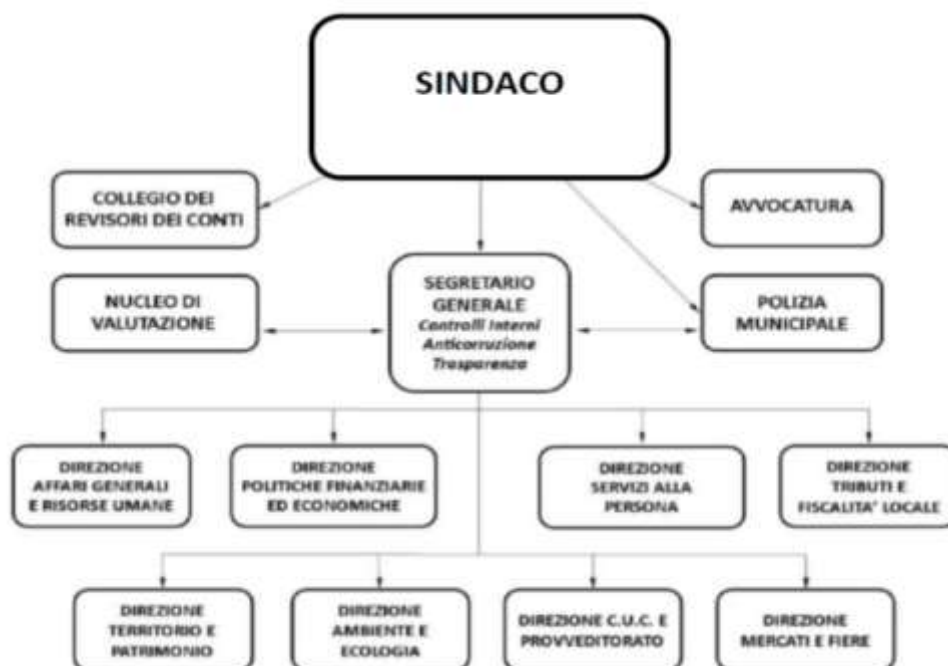 SINDACO
COLLEGIO DEI
REVISORI DEI CONTI
AVVOCATURA
SEGRETARIO
GENERALE
Controlli Interni
Anticorruzione
Trasparenza
NUCLEO DI
VALUTAZIONE
POLIZIA
MUNICIPALE
DIREZIONE
AFFARI GENERALI
E RISORSE UMANE
DIREZIONE
POLITICHE FINANZIARIE
ED ECONOMICHE
DIREZIONE
SERVIZI ALLA
PERSONA
DIREZIONE
TRIBUTI E
FISCALITA' LOCALE
DIREZIONE
TERRITORIO E
PATRIMONIO
DIREZIONE
AMBIENTE E
ECOLOGIA
DIREZIONE C.U.C. E
PROVVEDITORATO
DIREZIONE
MERCATI E FIERE